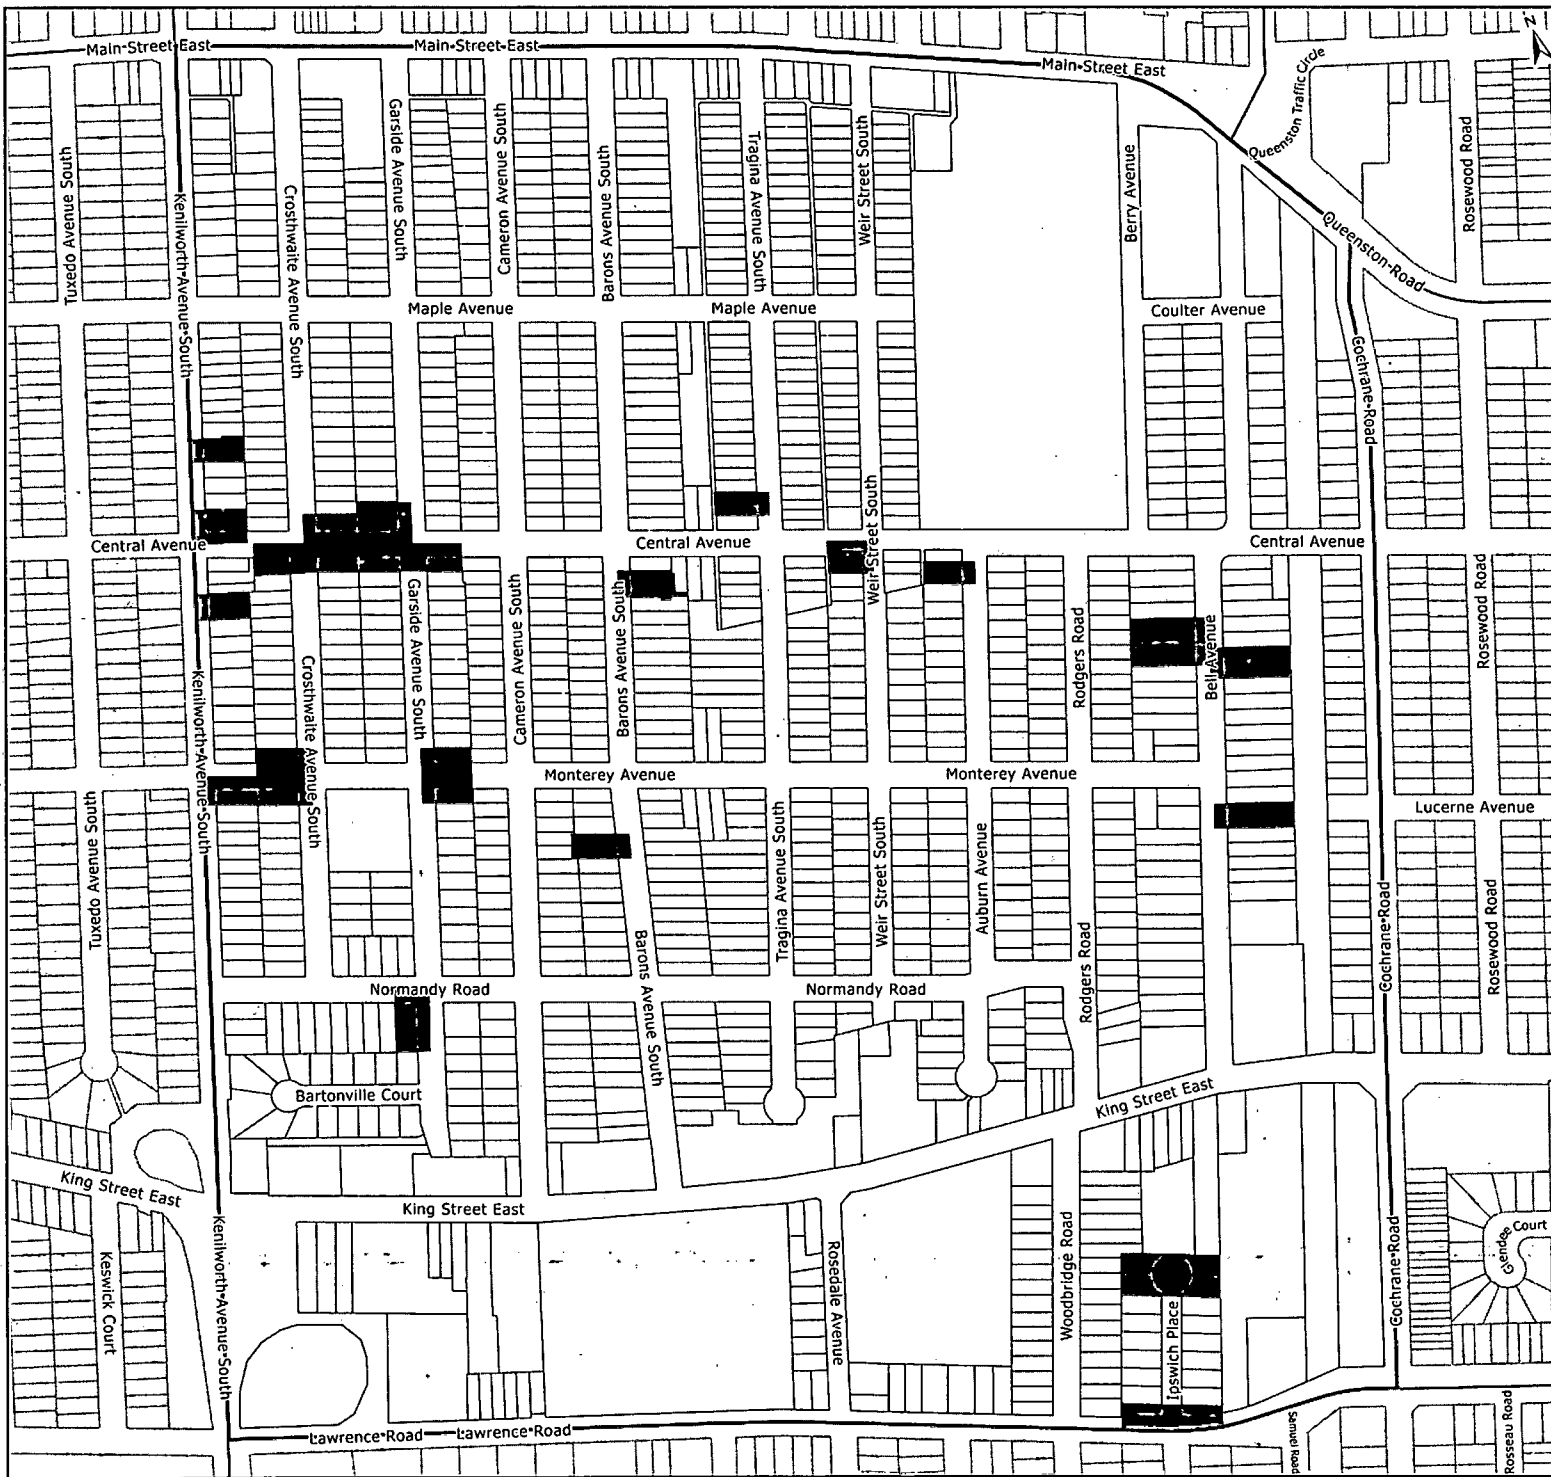 Main Street East
Main Street East
Main Street East
Queenston Traffic Circle
N
Tuxedo Avenue South
Kenilworth Avenue South
Crosthwaite Avenue South
Garside Avenue South
Cameron Avenue South
Barons Avenue South
Tragina Avenue South
Weir Street South
Berry Avenue
Queenston Road
Rosewood Road
Maple Avenue
Maple Avenue
Coulter Avenue
Cochrane Road
Central Avenue
Central Avenue
Weir Street South
Central Avenue
Kenilworth Avenue South
Crosthwaite Avenue South
Garside Avenue South
Cameron Avenue South
Barons Avenue South
Rodgers Road
Bell Avenue
Rosewood Road
Monterey Avenue
Monterey Avenue
Lucerne Avenue
Tuxedo Avenue South
Barons Avenue South
Tragina Avenue South
Weir Street South
Auburn Avenue
Rodgers Road
Cochrane Road
Rosewood Road
Normandy Road
Normandy Road
Bartonville Court
King Street East
King Street East
King Street East
Keswick Court
Kenilworth Avenue South
Rosedale Avenue
Woodbridge Road
Ipswich Place
Cochrane Road
Glendee Court
Lawrence Road
Lawrence Road
Samuel Road
Rosseau Road